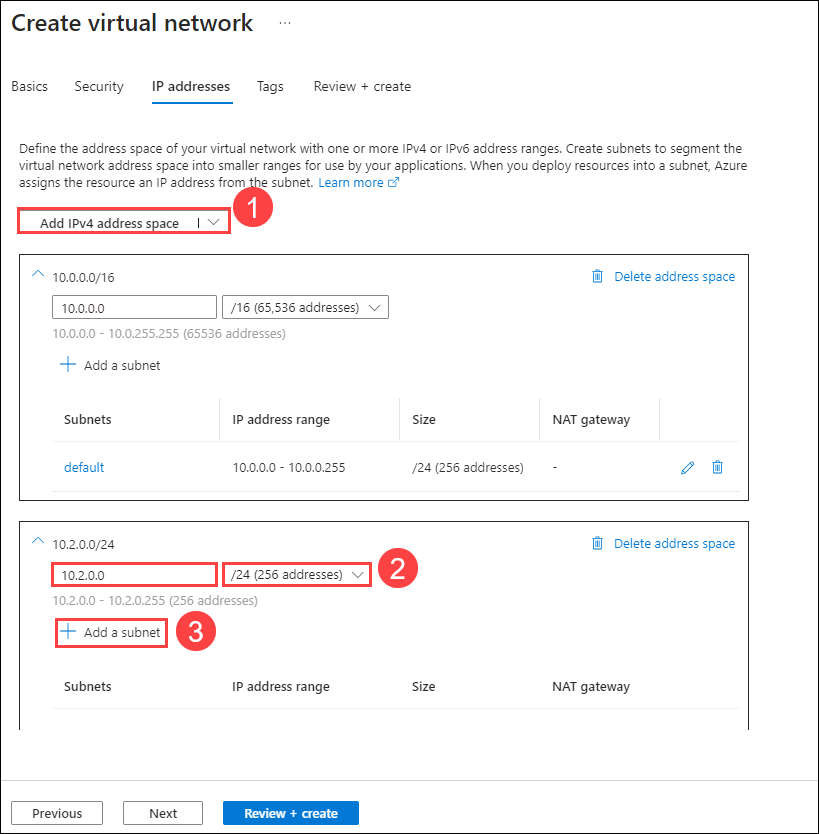 Create virtual network ...
Basics Security IP addresses Tags Review + create
Define the address space of your virtual network with one or more IPv4 or IPv6 address ranges. Create subnets to segment the
virtual network address space into smaller ranges for use by your applications. When you deploy resources into a subnet, Azure
assigns the resource an IP address from the subnet. Learn more
Add IPv4 address space | 1
10.0.0.0/16 Delete address space
10.0.0.0 /16 (65,536 addresses)
10.0.0.0 - 10.0.255.255 (65536 addresses)
+ Add a subnet
Subnets IP address range Size NAT gateway
default 10.0.0.0 - 10.0.0.255 /24 (256 addresses) -
10.2.0.0/24 Delete address space
10.2.0.0 /24 (256 addresses) 2
10.2.0.0 - 10.2.0.255 (256 addresses)
+ Add a subnet 3
Subnets IP address range Size NAT gateway
Previous Next Review + create